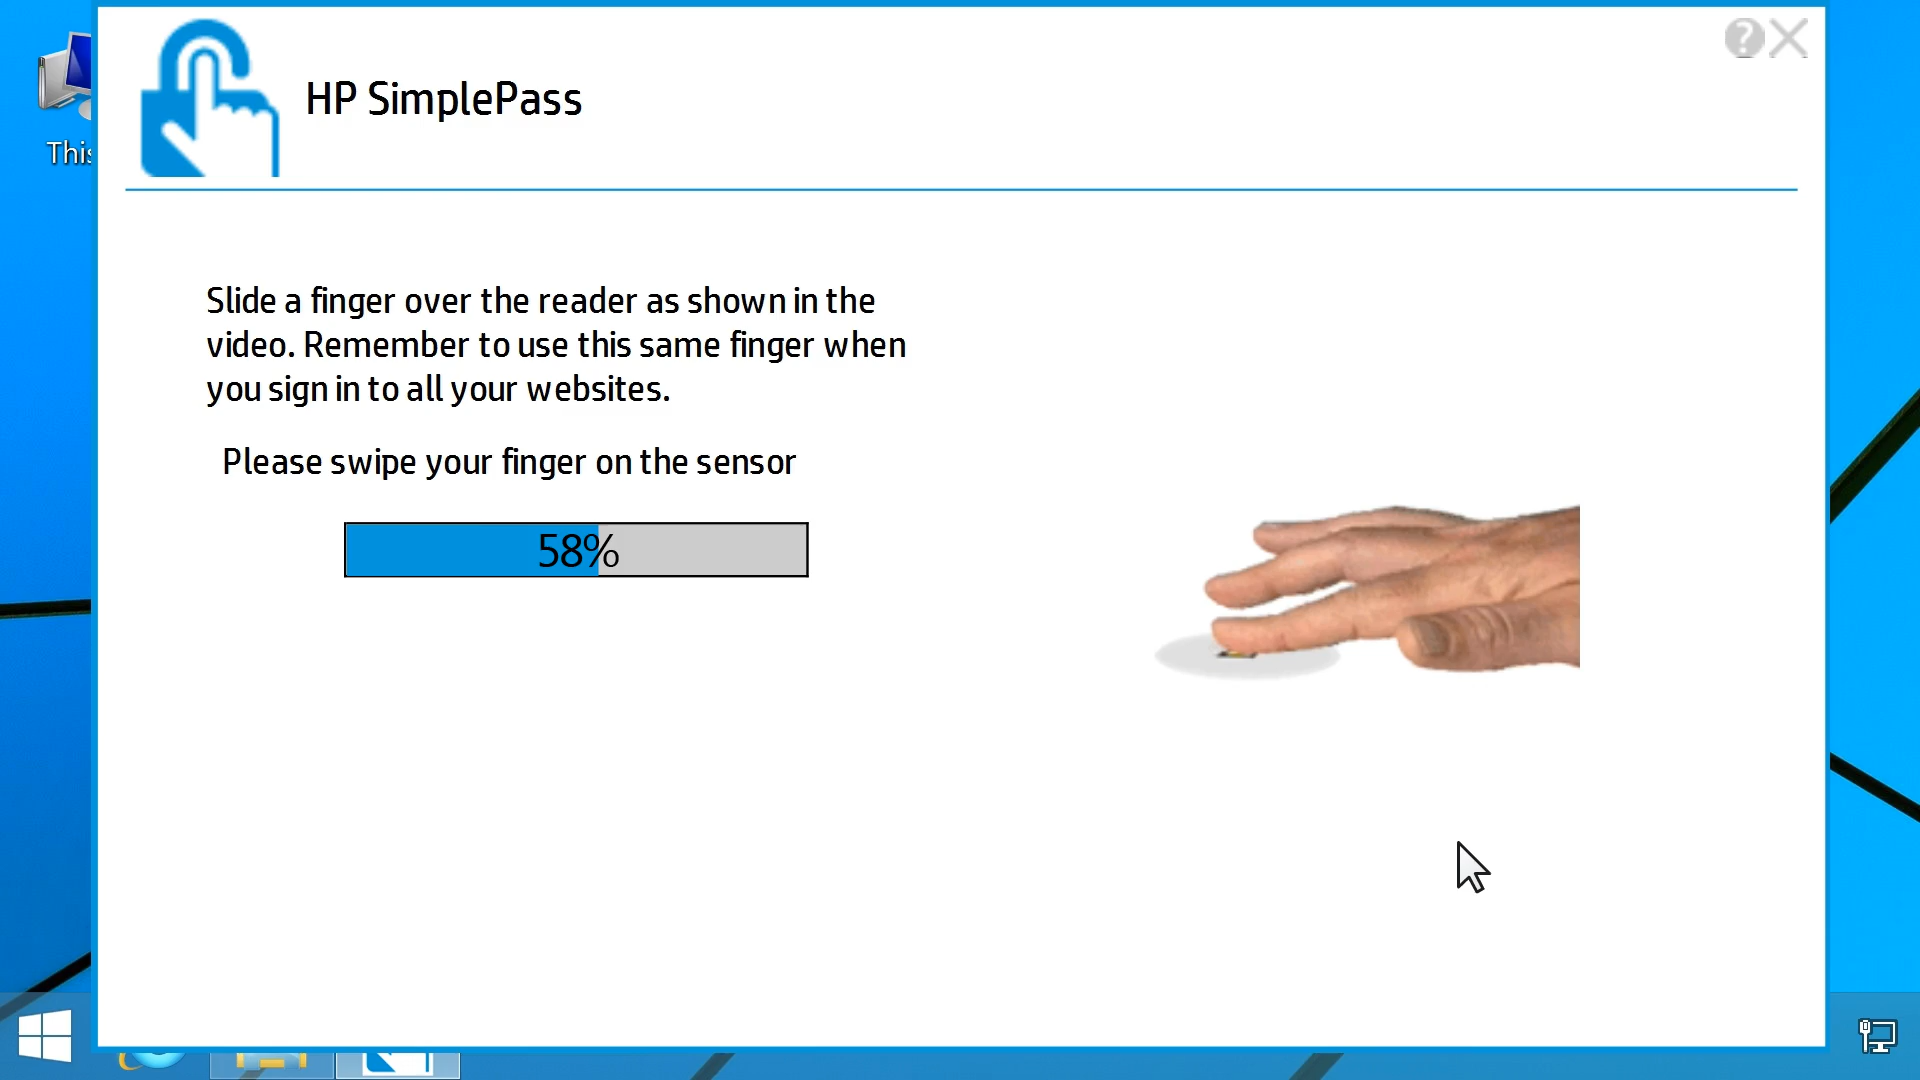 HP SimplePass
This
Slide a finger over the reader as shown in the
video. Remember to use this same finger when
you sign in to all your websites.
Please swipe your finger on the sensor
58%